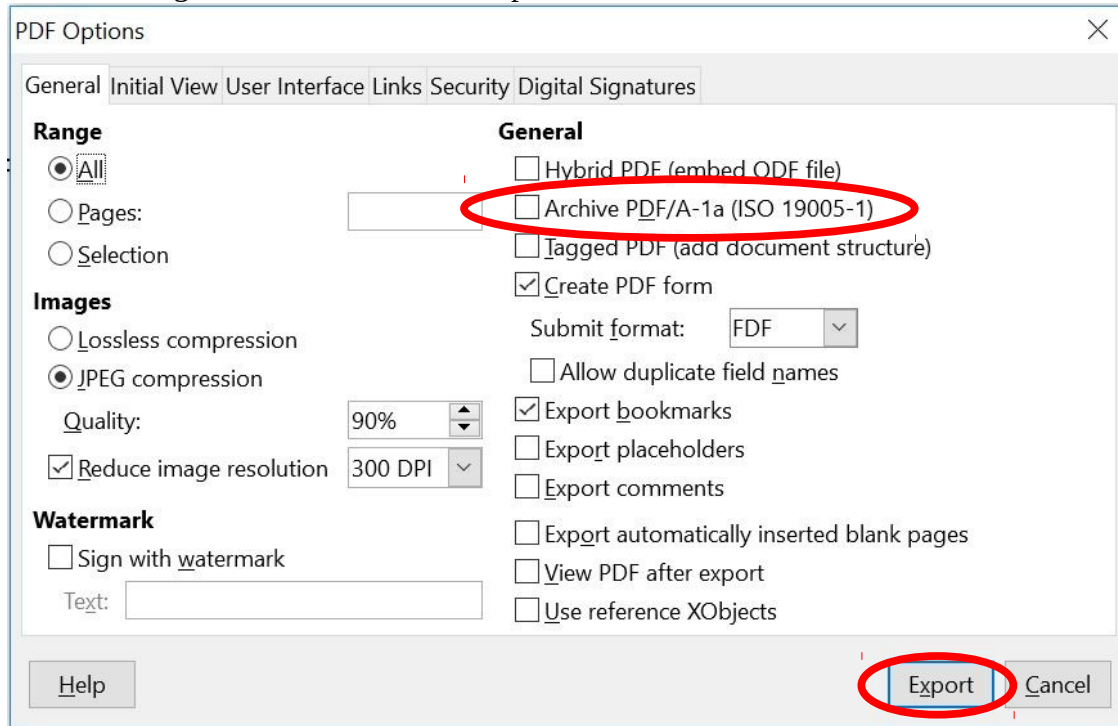 PDF Options
General Initial View User Interface Links Security Digital Signatures
Range
All
Pages:
Selection
Images
Lossless compression
JPEG compression
Quality: 90%
Reduce image resolution 300 DPI
Watermark
Sign with watermark
Text:
General
Hybrid PDF (embed ODF file)
Archive PDF/A-1a (ISO 19005-1)
Tagged PDF (add document structure)
Create PDF form
Submit format: FDF
Allow duplicate field names
Export bookmarks
Export placeholders
Export comments
Export automatically inserted blank pages
View PDF after export
Use reference XObjects
Help Export Cancel